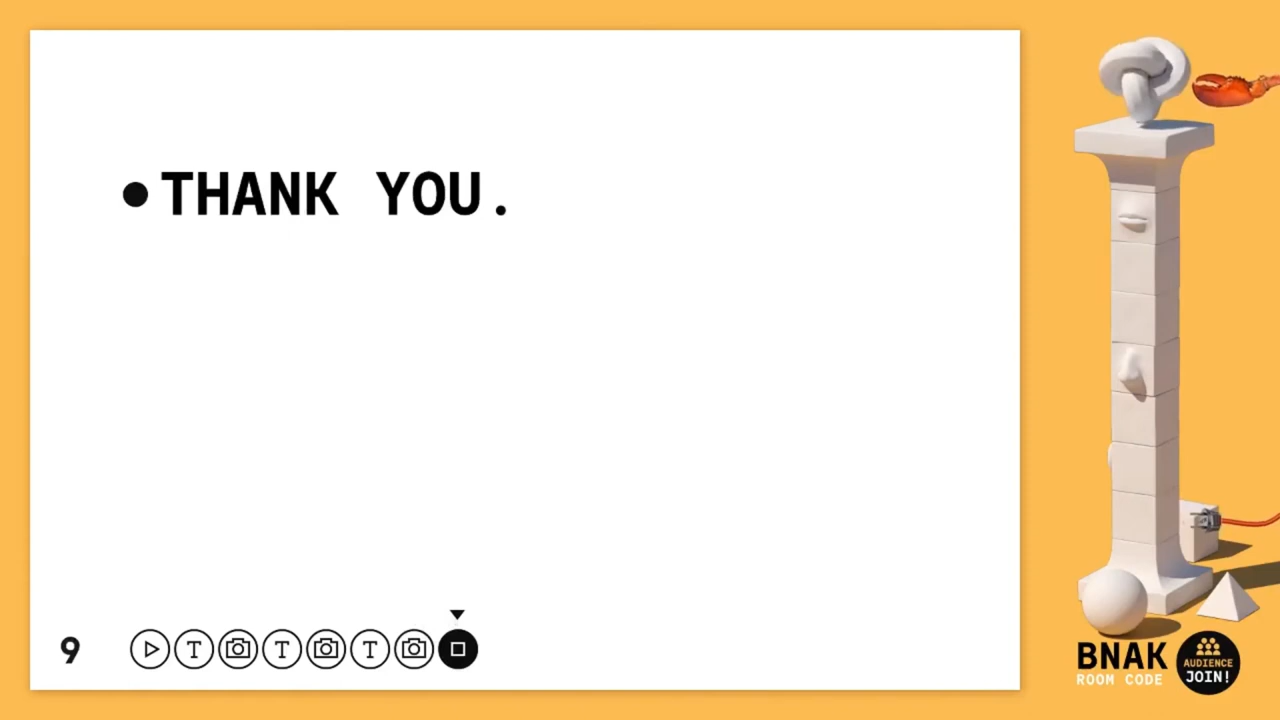 THANK YOU.
9
T T T
BNAK
ROOM CODE
AUDIENCE
JOIN!